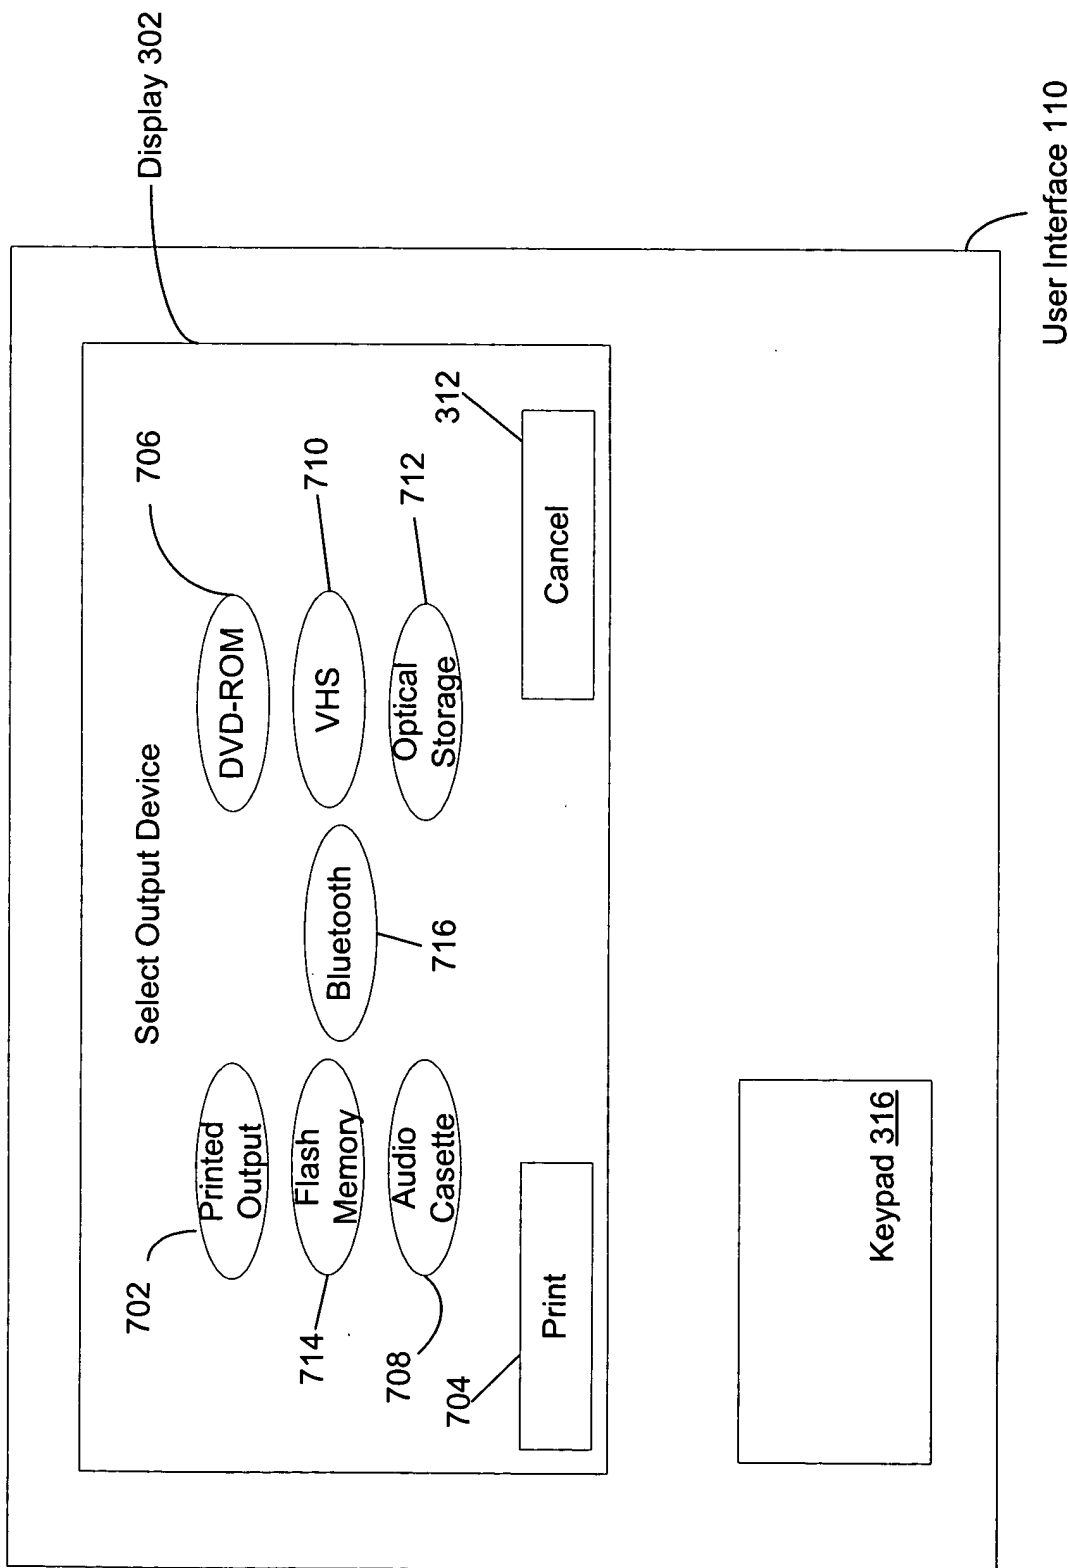 Display 302
Select Output Device
706
702
Printed
Output
DVD-ROM
714
Flash
Memory
Bluetooth
VHS
710
708
Audio
Casette
716
Optical
Storage
712
704
Print
Cancel
312
Keypad 316
User Interface 110